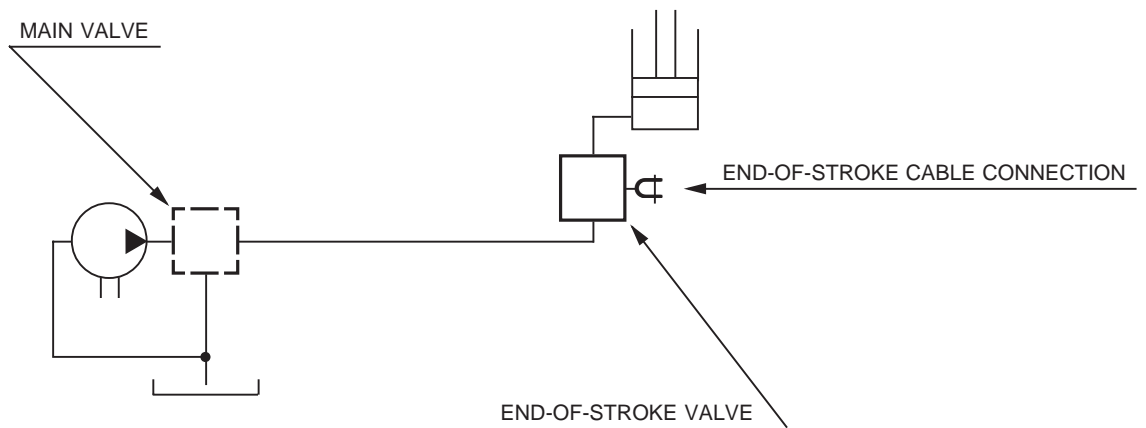 MAIN VALVE
END-OF-STROKE CABLE CONNECTION
END-OF-STROKE VALVE